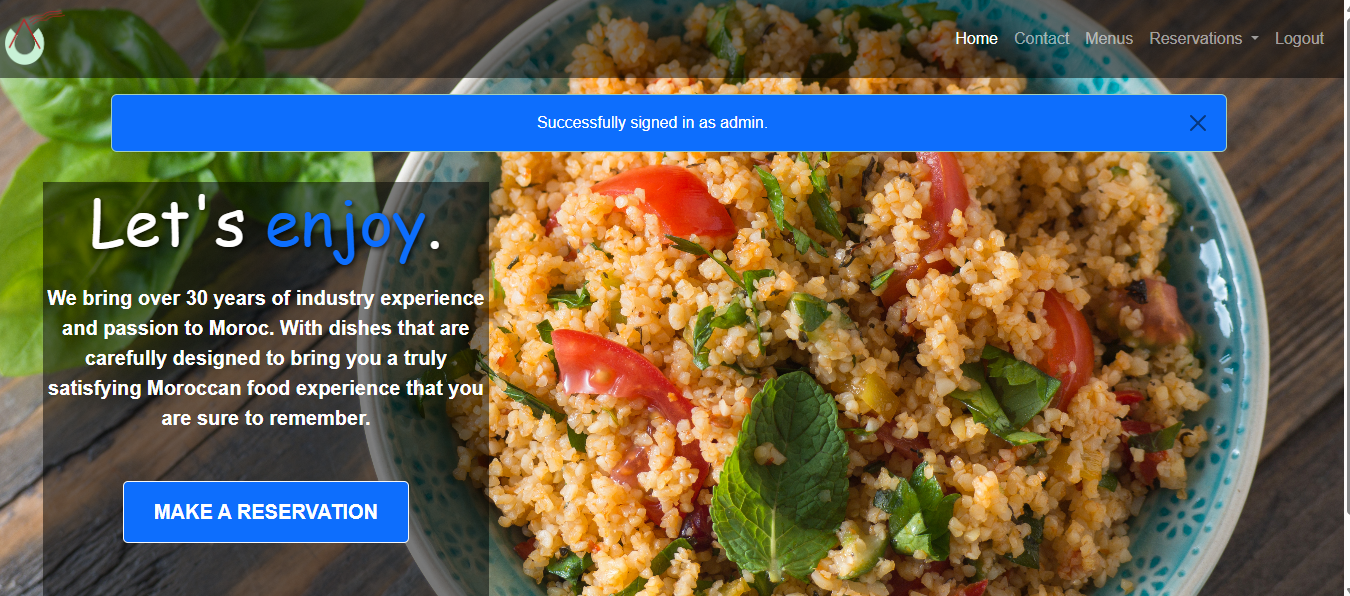 Home Contact Menus Reservations Logout
Successfully signed in as admin.
Let's enjoy.
We bring over 30 years of industry experience
and passion to Moroc. With dishes that are
carefully designed to bring you a truly
satisfying Moroccan food experience that you
are sure to remember.
MAKE A RESERVATION